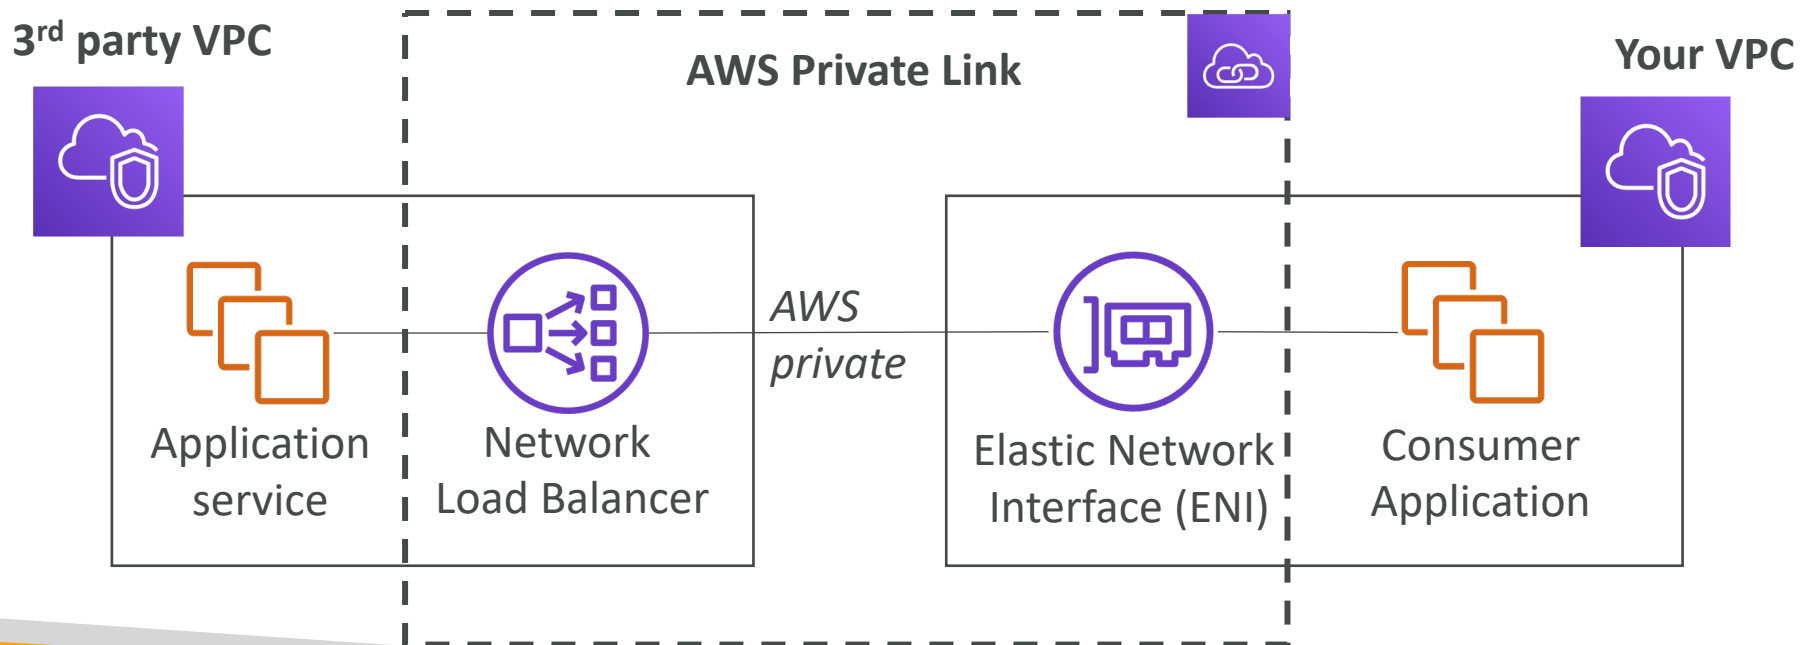 3rd party VPC
AWS Private Link
Your VPC
AWS
private
Application
service
Network
Load Balancer
Elastic Network
Interface (ENI)
Consumer
Application